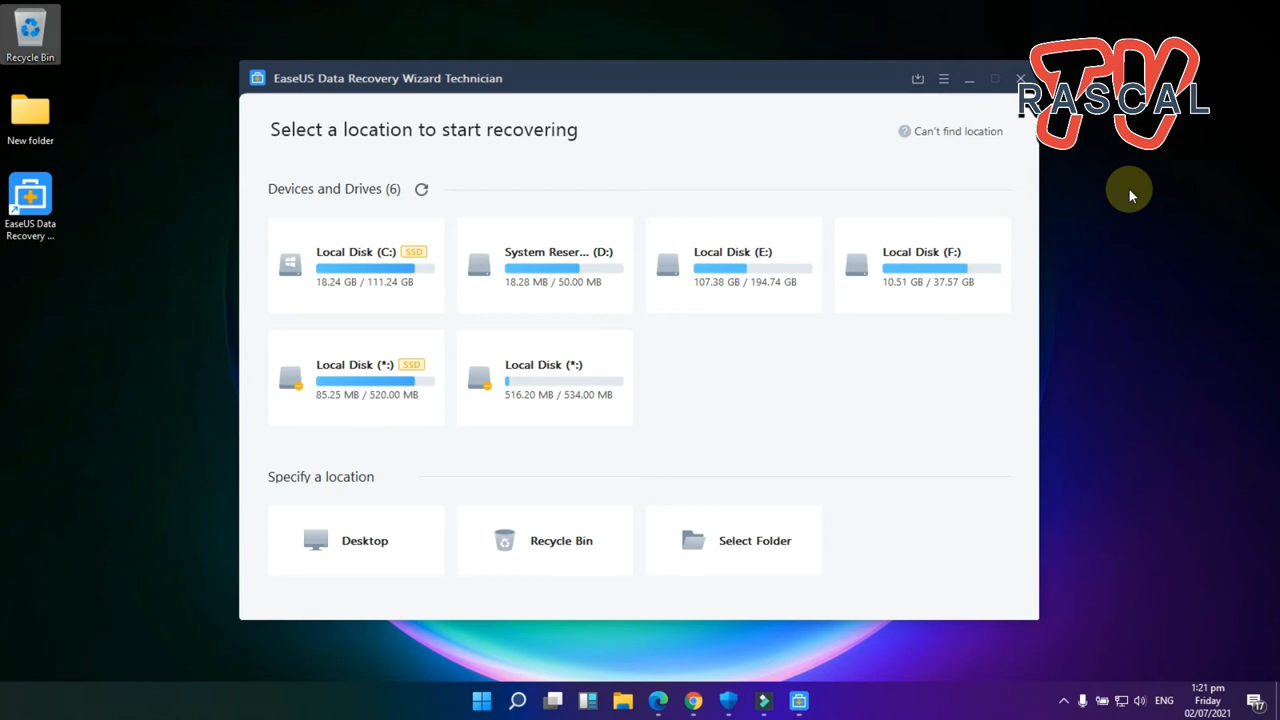 Recycle Bin
New folder
EaseUS Data
Recovery ...
EaseUS Data Recovery Wizard Technician
TV
RASCAL
Select a location to start recovering
? Can't find location
Devices and Drives (6)
Local Disk (C:) SSD
18.24 GB / 111.24 GB
System Reser... (D:)
18.28 MB / 50.00 MB
Local Disk (E:)
107.38 GB / 194.74 GB
Local Disk (F:)
10.51 GB / 37.57 GB
Local Disk (*:) SSD
85.25 MB / 520.00 MB
Local Disk (*:)
516.20 MB / 534.00 MB
Specify a location
Desktop
Recycle Bin
Select Folder
ENG
1:21 pm
Friday
02/07/2021
17